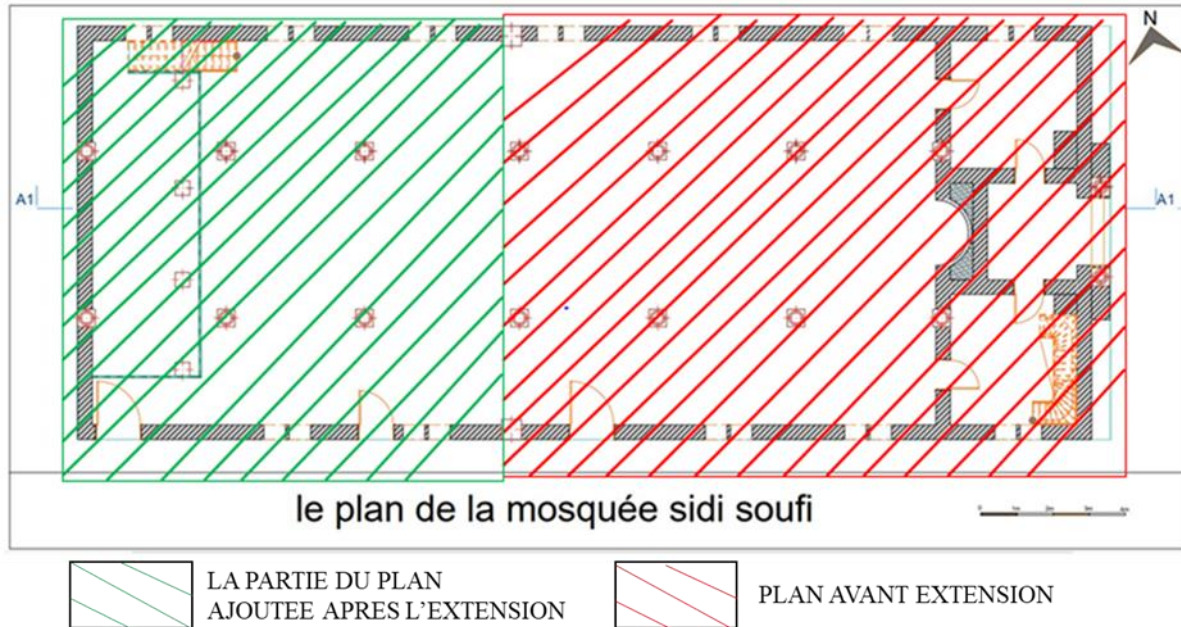 N
A1
A1
le plan de la mosquée sidi soufi
LA PARTIE DU PLAN
AJOUTEE APRES L'EXTENSION
PLAN AVANT EXTENSION